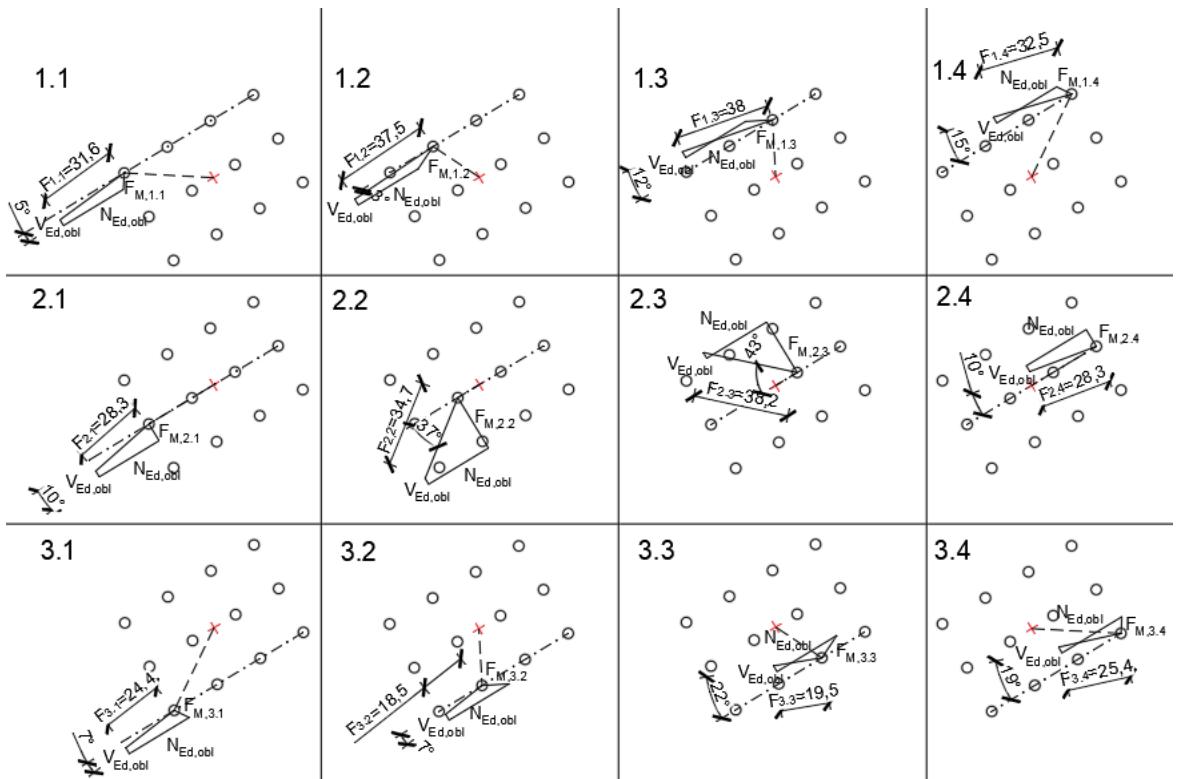 1.1
F1.1=31,6
FM,1.1
VEd,obl
NEd,obl
5°
1.2
F1.2=37,5
FM,1.2
3°
NEd,obl
VEd,obl
1.3
F1.3=38
FM,1.3
VEd,obl
NEd,obl
12°
1.4
F1.4=32,5
NEd,obl
FM,1.4
VEd,obl
15°
2.1
F2.1=28,3
FM,2.1
VEd,obl
NEd,obl
10°
2.2
F2.2=34,7
37°
FM,2.2
NEd,obl
VEd,obl
2.3
NEd,obl
FM,2.3
43°
VEd,obl
F2.3=38,2
2.4
NEd,obl
FM,2.4
10°
VEd,obl
F2.4=28,3
3.1
F3.1=24,4
FM,3.1
7°
VEd,obl
NEd,obl
3.2
FM,3.2
F3.2=18,5
VEd,obl
NEd,obl
7°
3.3
NEd,obl
FM,3.3
VEd,obl
22°
F3.3=19,5
3.4
NEd,obl
FM,3.4
VEd,obl
19°
F3.4=25,4